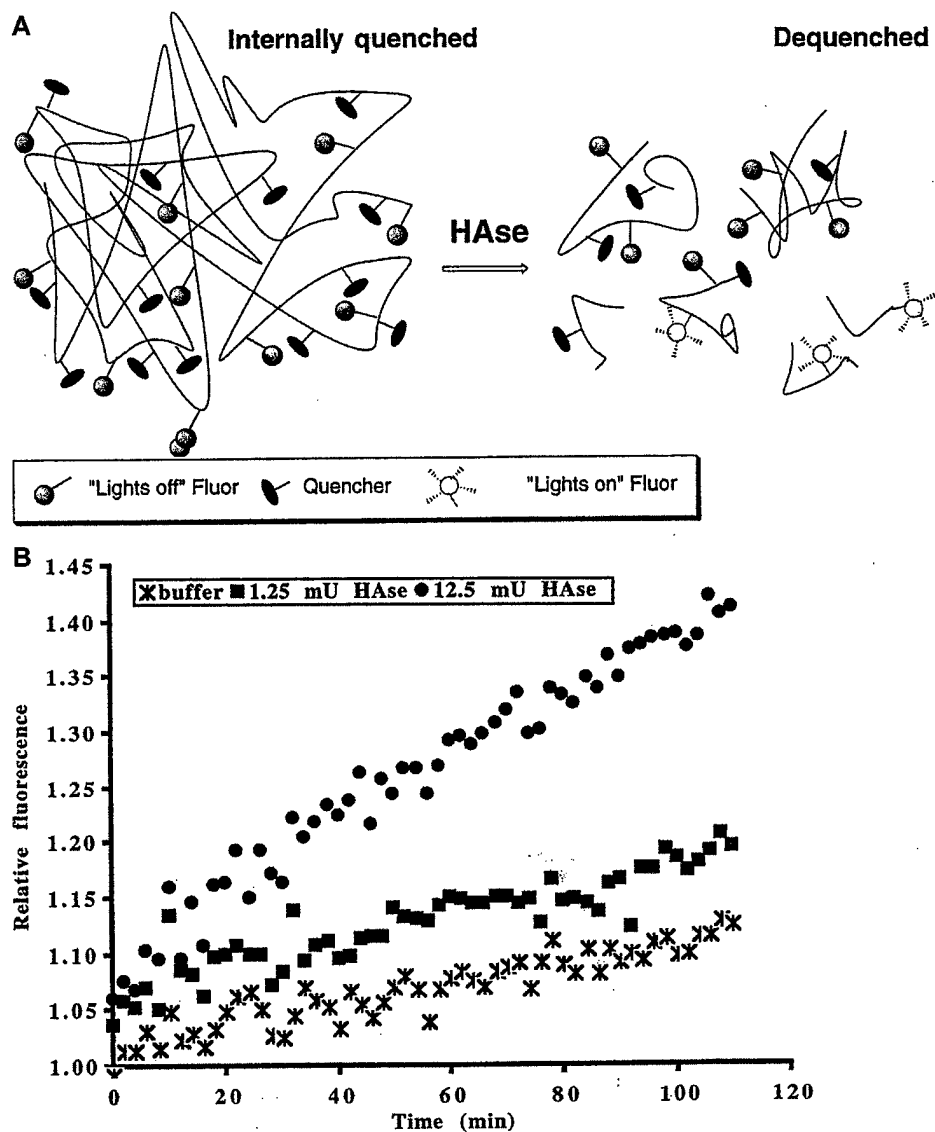 A
Internally quenched
Dequenched
HAse
"Lights off" Fluor
Quencher
"Lights on" Fluor
B
1.45
1.40
1.35
1.30
1.25
1.20
1.15
1.10
1.05
1.00
buffer 1.25 mU HAse 12.5 mU HAse
Relative fluorescence
0 20 40 60 80 100 120
Time (min)